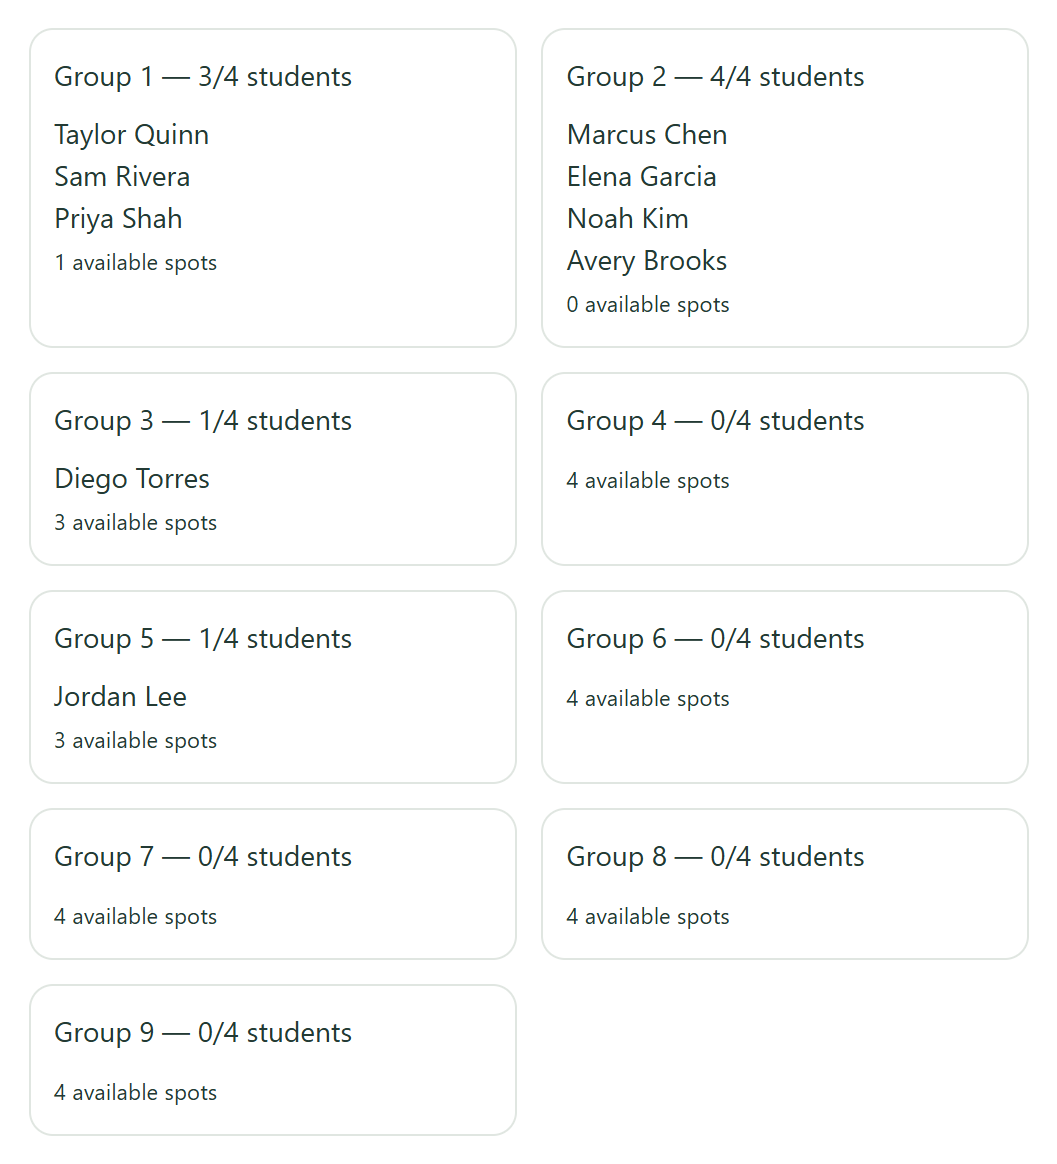 Group 1 — 3/4 students
Taylor Quinn
Sam Rivera
Priya Shah
1 available spots
Group 2 — 4/4 students
Marcus Chen
Elena Garcia
Noah Kim
Avery Brooks
0 available spots
Group 3 — 1/4 students
Diego Torres
3 available spots
Group 4 — 0/4 students
4 available spots
Group 5 — 1/4 students
Jordan Lee
3 available spots
Group 6 — 0/4 students
4 available spots
Group 7 — 0/4 students
4 available spots
Group 8 — 0/4 students
4 available spots
Group 9 — 0/4 students
4 available spots